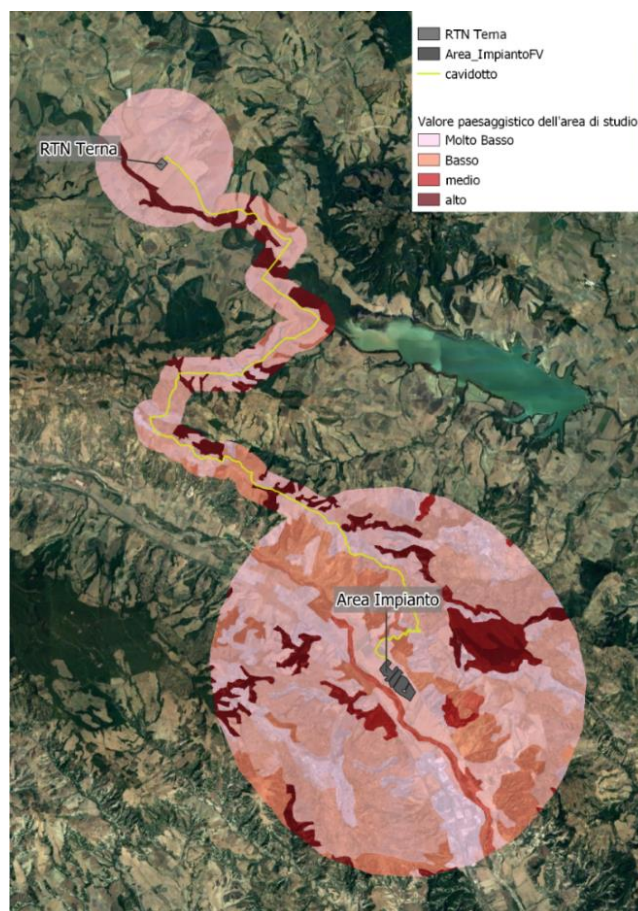 RTN Terna
Area_ImpiantoFV
cavidotto
Valore paesaggistico dell'area di studio
Molto Basso
Basso
medio
alto
RTN Terna
Area Impianto